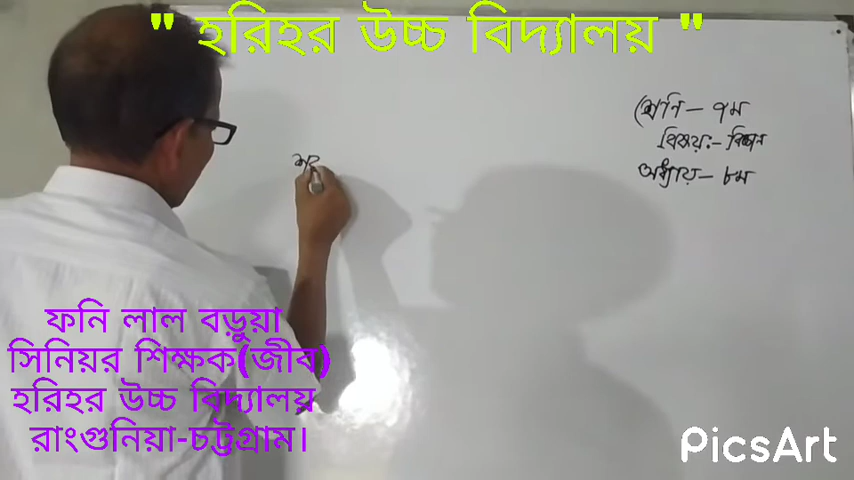 " হরিহর উচ্চ বিদ্যালয় "
শ্রেণি - ৭ম
বিষয়:- বিজ্ঞান
অধ্যায় - ৮ম
ফনি লাল বড়ুয়া
সিনিয়র শিক্ষক(জীব)
হরিহর উচ্চ বিদ্যালয়
রাংগুনিয়া-চট্টগ্রাম।
PicsArt